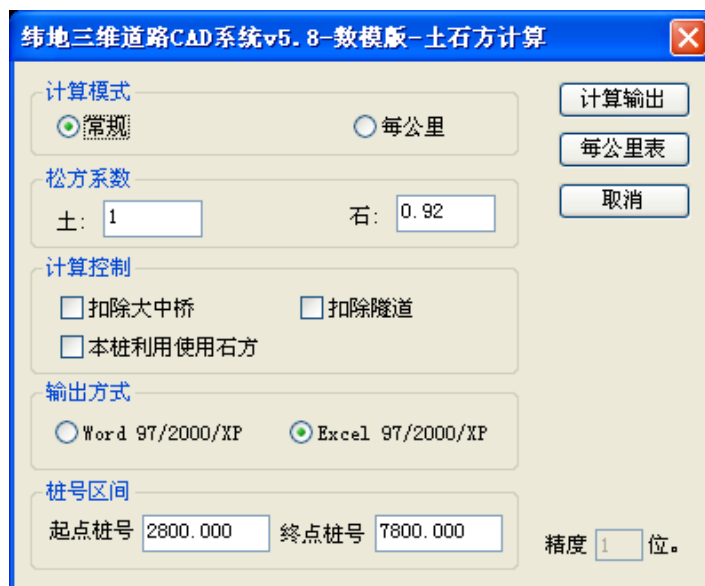 纬地三维道路CAD系统v5.8-数模版-土石方计算
计算模式
常规 每公里
计算输出
每公里表
取消
松方系数
土: 1 石: 0.92
计算控制
扣除大中桥 扣除隧道
本桩利用使用石方
输出方式
Word 97/2000/XP Excel 97/2000/XP
桩号区间
起点桩号 2800.000 终点桩号 7800.000
精度 1 位。